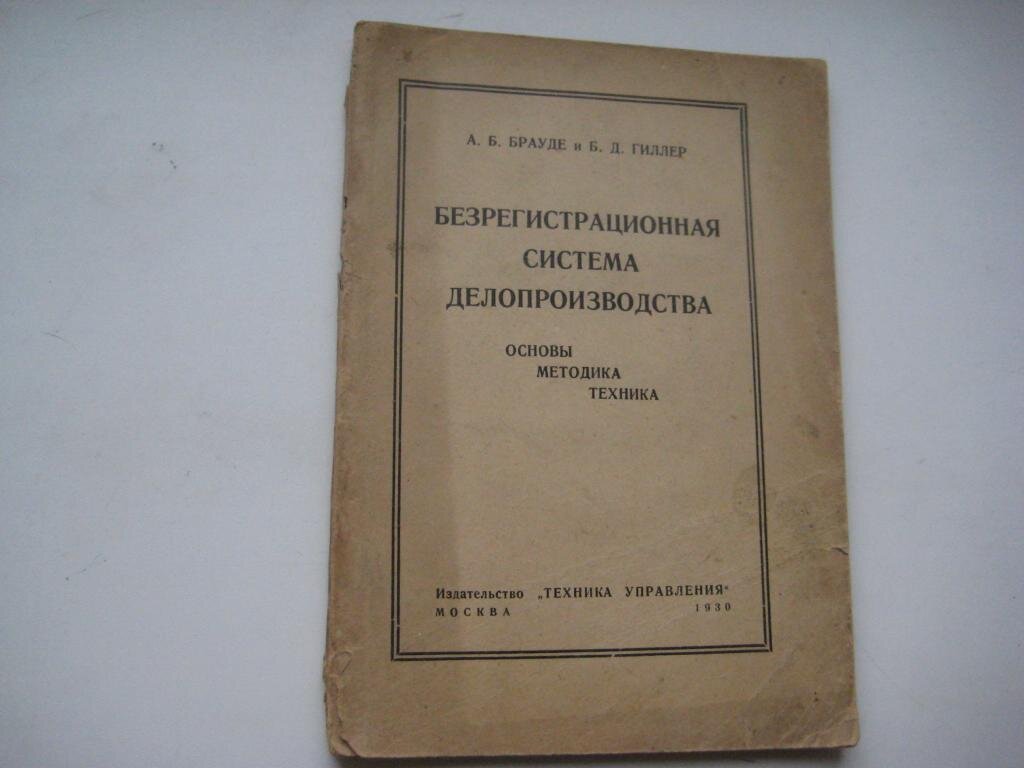 А. Б. БРАУДЕ и Б. Д. ГИЛЛЕР
БЕЗРЕГИСТРАЦИОННАЯ
СИСТЕМА
ДЕЛОПРОИЗВОДСТВА
ОСНОВЫ
МЕТОДИКА
ТЕХНИКА
Издательство „ТЕХНИКА УПРАВЛЕНИЯ“
МОСКВА 1930